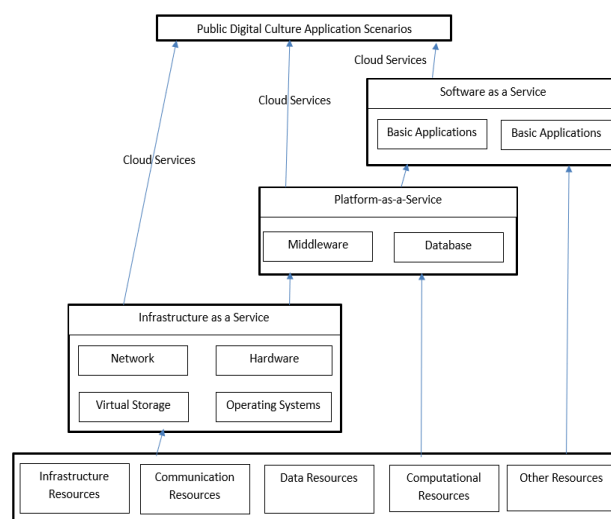 Public Digital Culture Application Scenarios
Cloud Services
Software as a Service
Cloud Services
Basic Applications
Basic Applications
Cloud Services
Platform-as-a-Service
Middleware
Database
Infrastructure as a Service
Network
Hardware
Virtual Storage
Operating Systems
Infrastructure
Resources
Communication
Resources
Data Resources
Computational
Resources
Other Resources